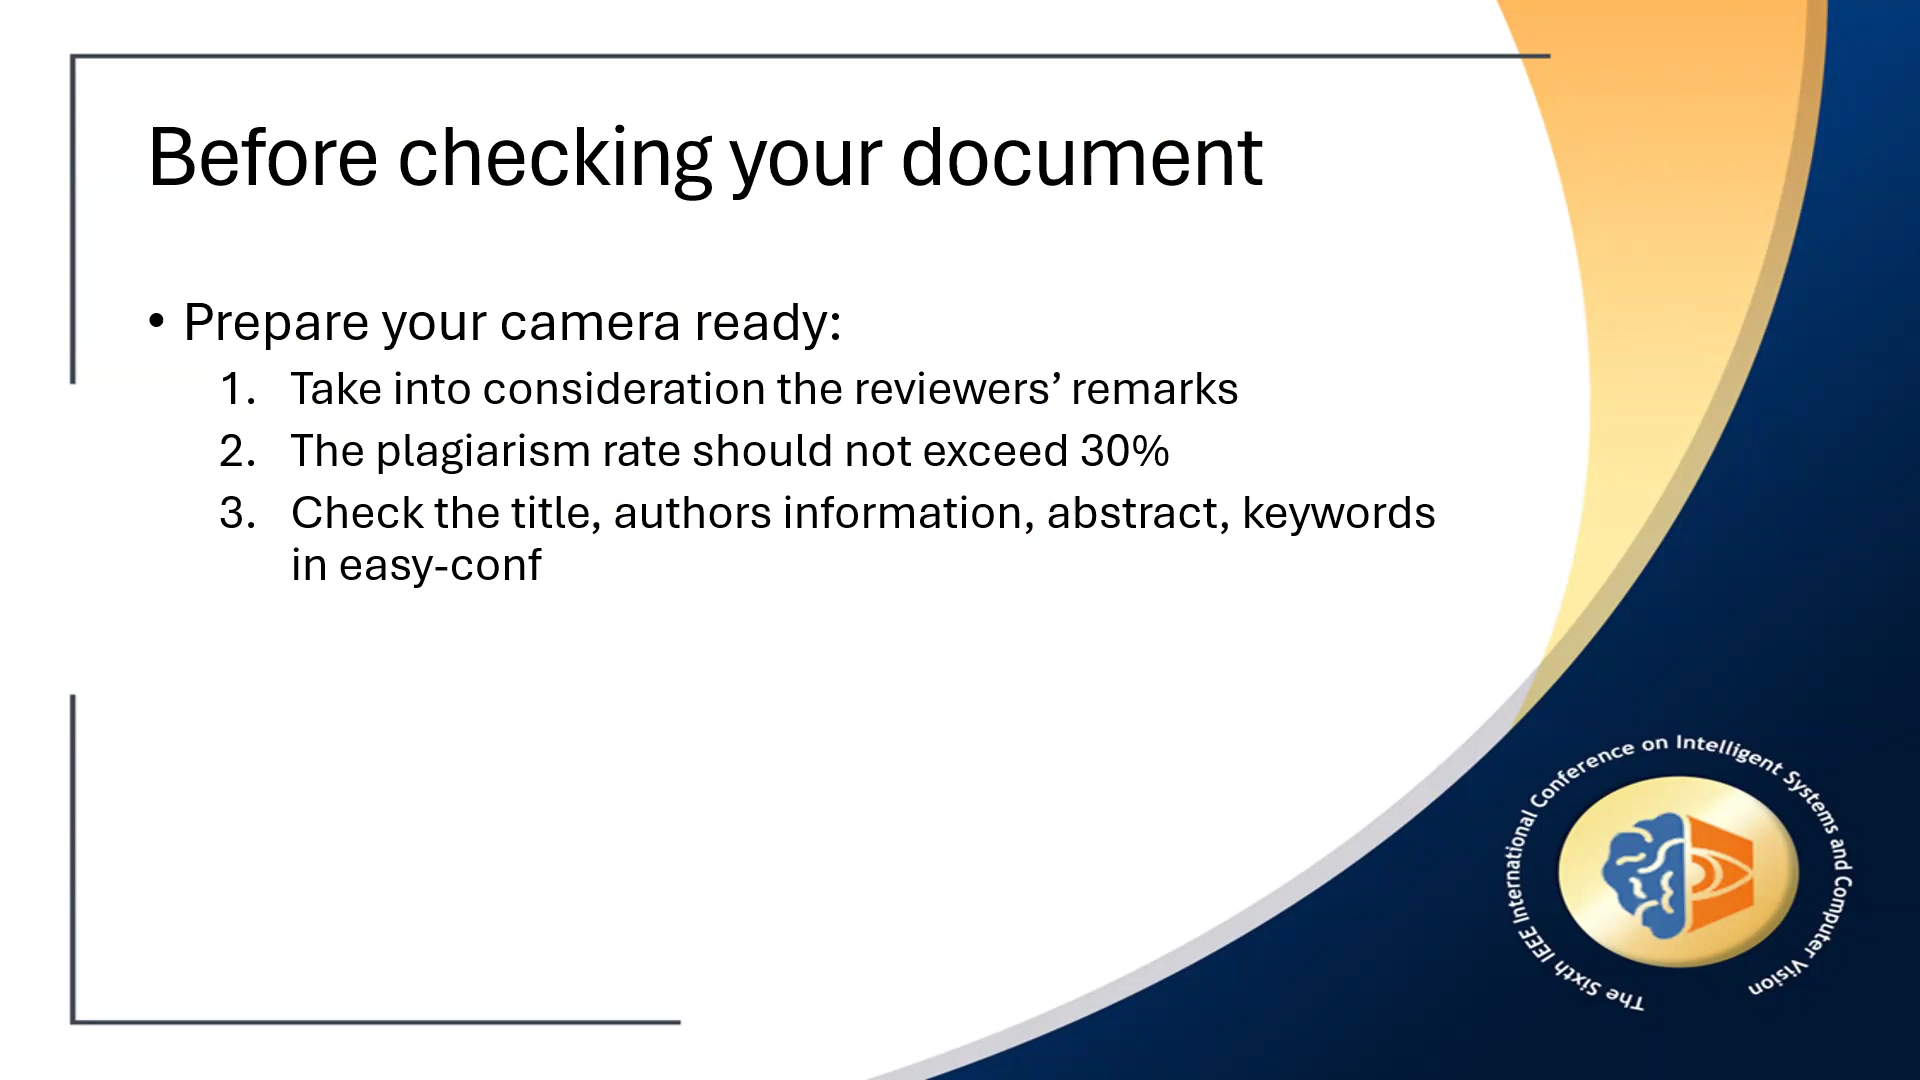 Before checking your document
• Prepare your camera ready:
1. Take into consideration the reviewers’ remarks
2. The plagiarism rate should not exceed 30%
3. Check the title, authors information, abstract, keywords
in easy-conf
The Sixth IEEE International Conference on Intelligent Systems and Computer Vision